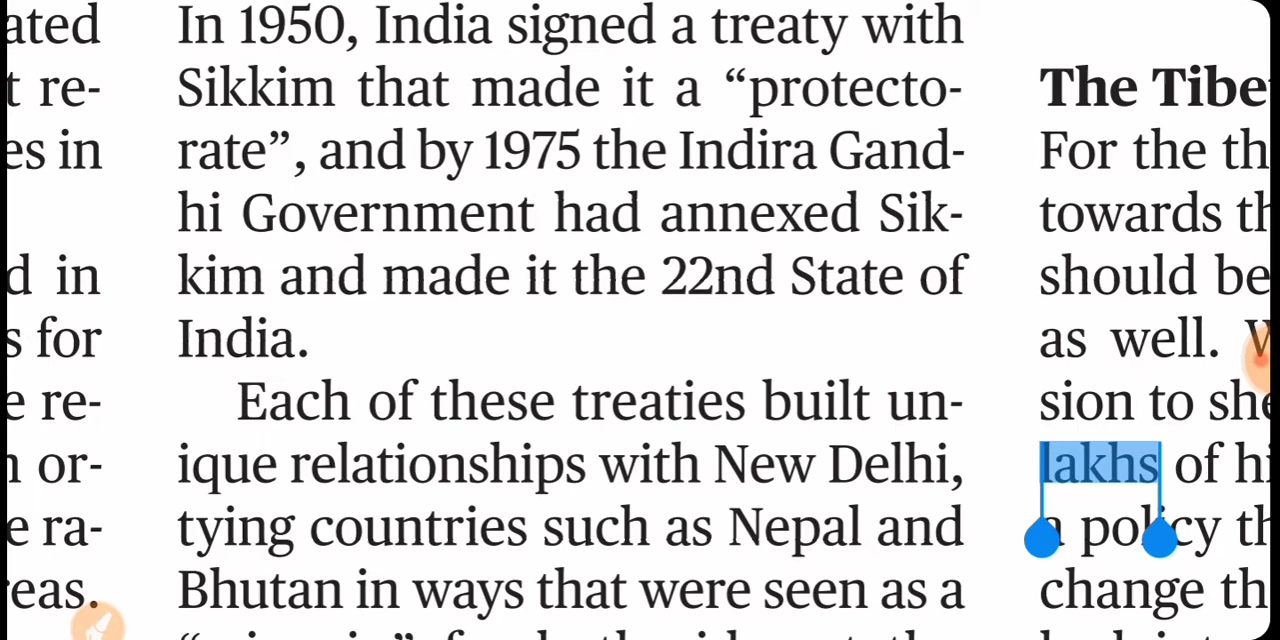 ated
t re-
es in
d in
s for
e re-
n or-
e ra-
reas.
In 1950, India signed a treaty with
Sikkim that made it a “protecto-
rate”, and by 1975 the Indira Gand-
hi Government had annexed Sik-
kim and made it the 22nd State of
India.
Each of these treaties built un-
ique relationships with New Delhi,
tying countries such as Nepal and
Bhutan in ways that were seen as a
The Tibe
For the th
towards th
should be
as well. W
sion to she
lakhs of hi
a policy th
change th